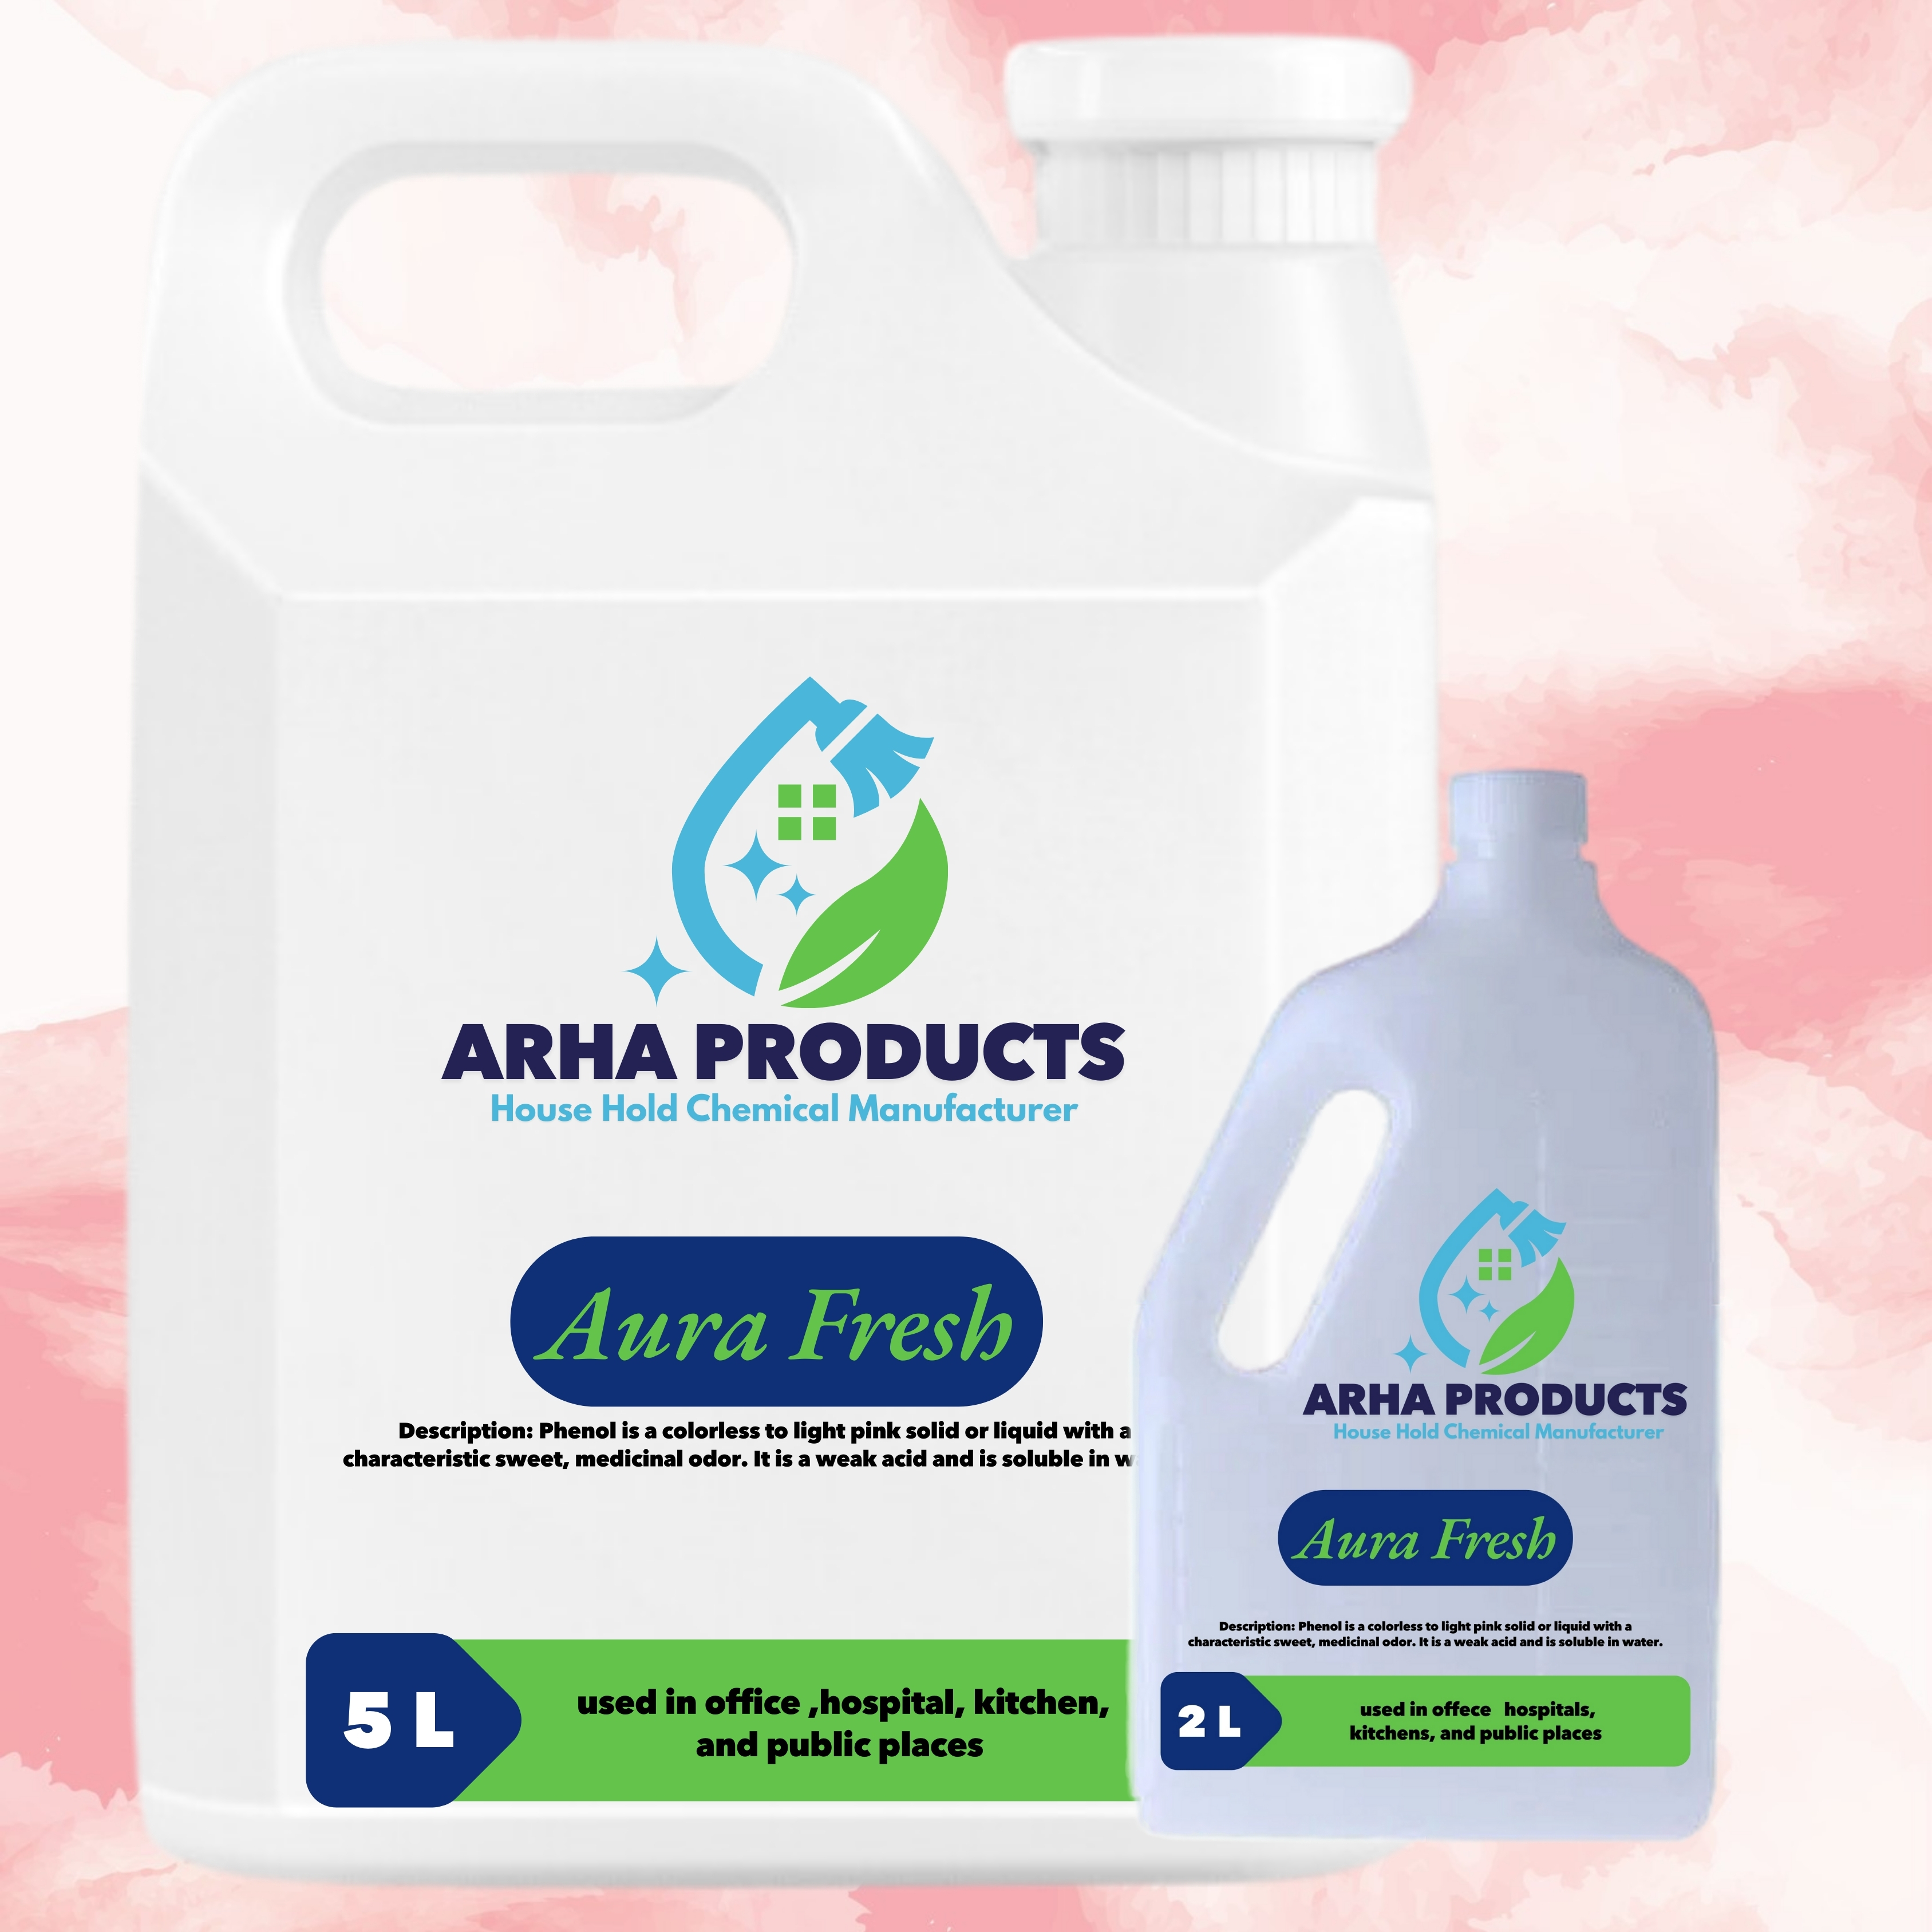 ARHA PRODUCTS
House Hold Chemical Manufacturer
Aura Fresh
Description: Phenol is a colorless to light pink solid or liquid with a
characteristic sweet, medicinal odor. It is a weak acid and is soluble in
5 L
used in office ,hospital, kitchen,
and public places
ARHA PRODUCTS
House Hold Chemical Manufacturer
Aura Fresh
Description: Phenol is a colorless to light pink solid or liquid with a
characteristic sweet, medicinal odor. It is a weak acid and is soluble in water.
2 L
used in offece hospitals,
kitchens, and public places